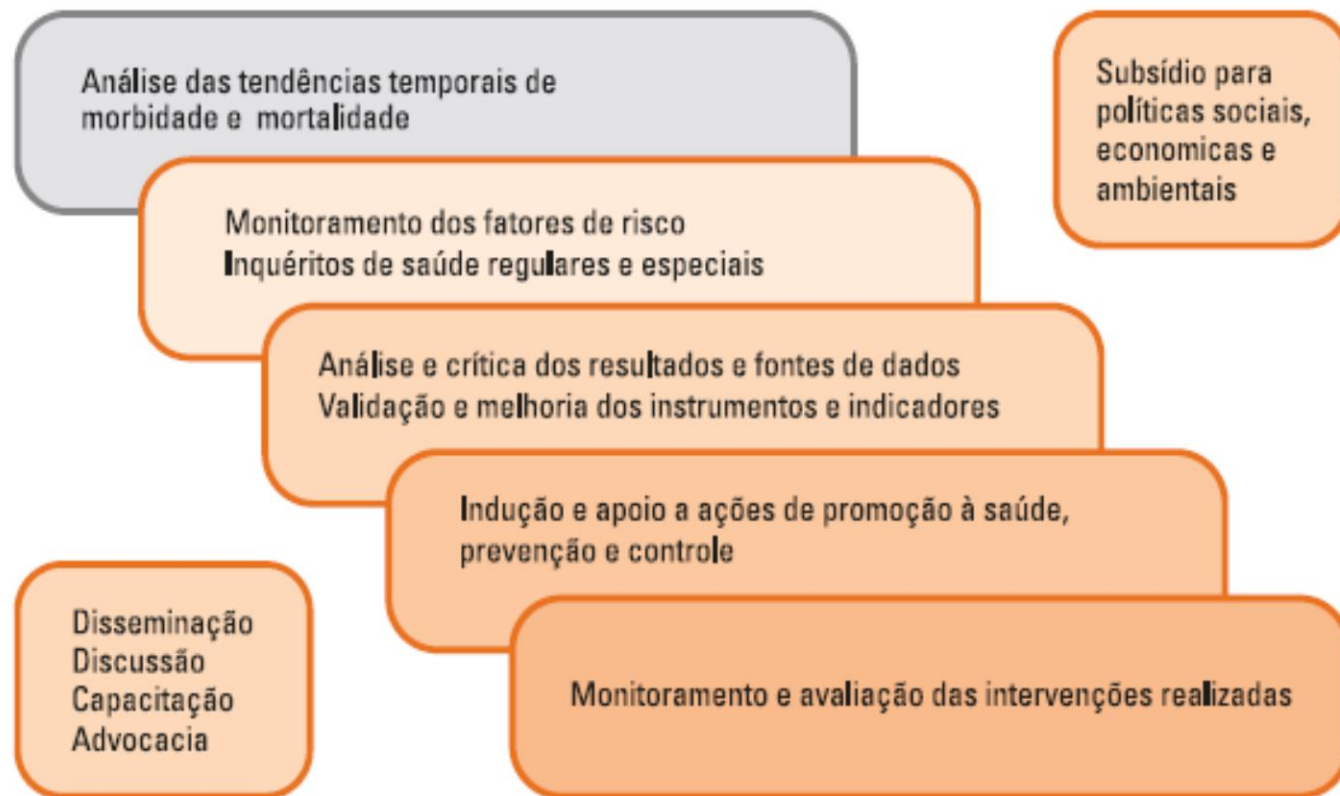 Análise das tendências temporais de
morbidade e mortalidade
Subsídio para
políticas sociais,
economicas e
ambientais
Monitoramento dos fatores de risco
Inquéritos de saúde regulares e especiais
Análise e crítica dos resultados e fontes de dados
Validação e melhoria dos instrumentos e indicadores
Indução e apoio a ações de promoção à saúde,
prevenção e controle
Disseminação
Discussão
Capacitação
Advocacia
Monitoramento e avaliação das intervenções realizadas